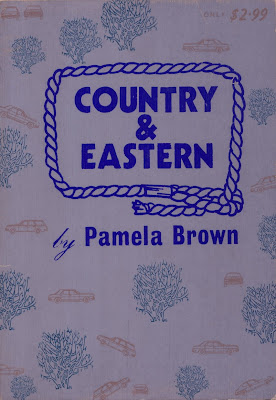 ONLY $2.99
COUNTRY
&
EASTERN
by Pamela Brown